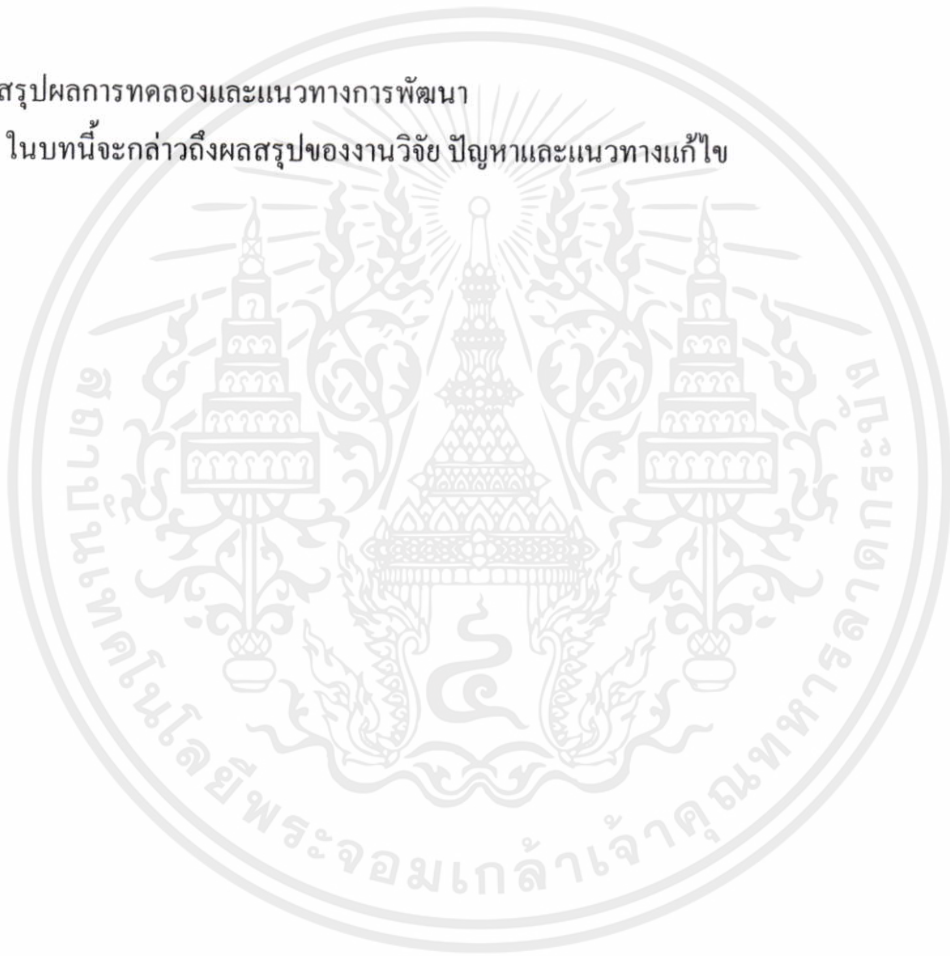 สรุปผลการทดลองและแนวทางการพัฒนา
ในบทนี้จะกล่าวถึงผลสรุปของงานวิจัย ปัญหาและแนวทางแก้ไข
สถาบันเทคโนโลยีพระจอมเกล้าเจ้าคุณทหารลาดกระบัง
๔